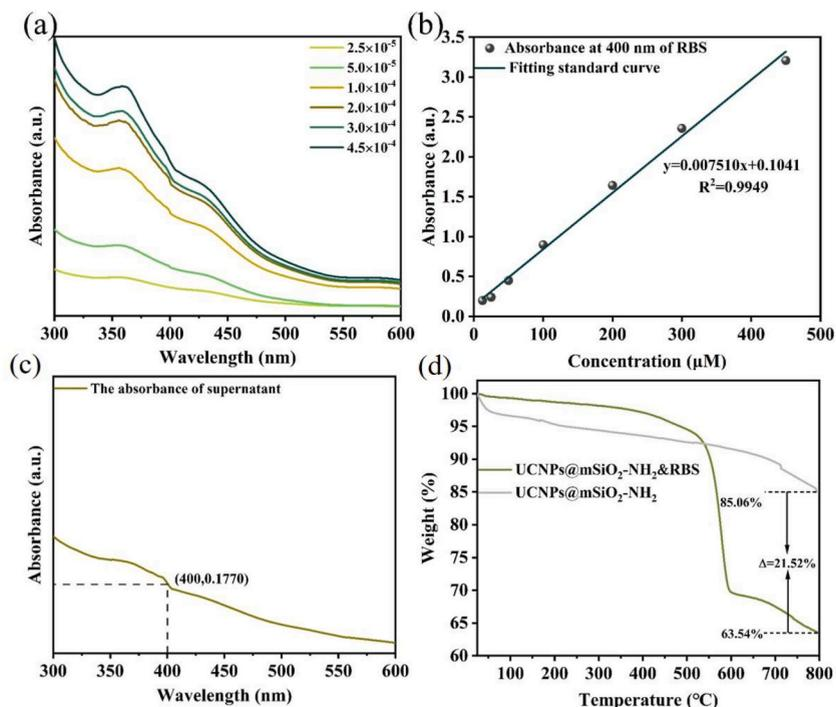 (a)
2.5×10⁻⁵
5.0×10⁻⁵
1.0×10⁻⁴
2.0×10⁻⁴
3.0×10⁻⁴
4.5×10⁻⁴
Absorbance (a.u.)
300 350 400 450 500 550 600
Wavelength (nm)
(b)
3.5
3.0
2.5
2.0
1.5
1.0
0.5
0.0
Absorbance at 400 nm of RBS
Fitting standard curve
y=0.007510x+0.1041
R²=0.9949
Absorbance (a.u.)
0 100 200 300 400 500
Concentration (μM)
(c)
The absorbance of supernatant
(400,0.1770)
Absorbance (a.u.)
300 350 400 450 500 550 600
Wavelength (nm)
(d)
100
95
90
85
80
75
70
65
60
UCNPs@mSiO₂-NH₂&RBS
UCNPs@mSiO₂-NH₂
85.06%
Δ=21.52%
63.54%
Weight (%)
100 200 300 400 500 600 700 800
Temperature (℃)